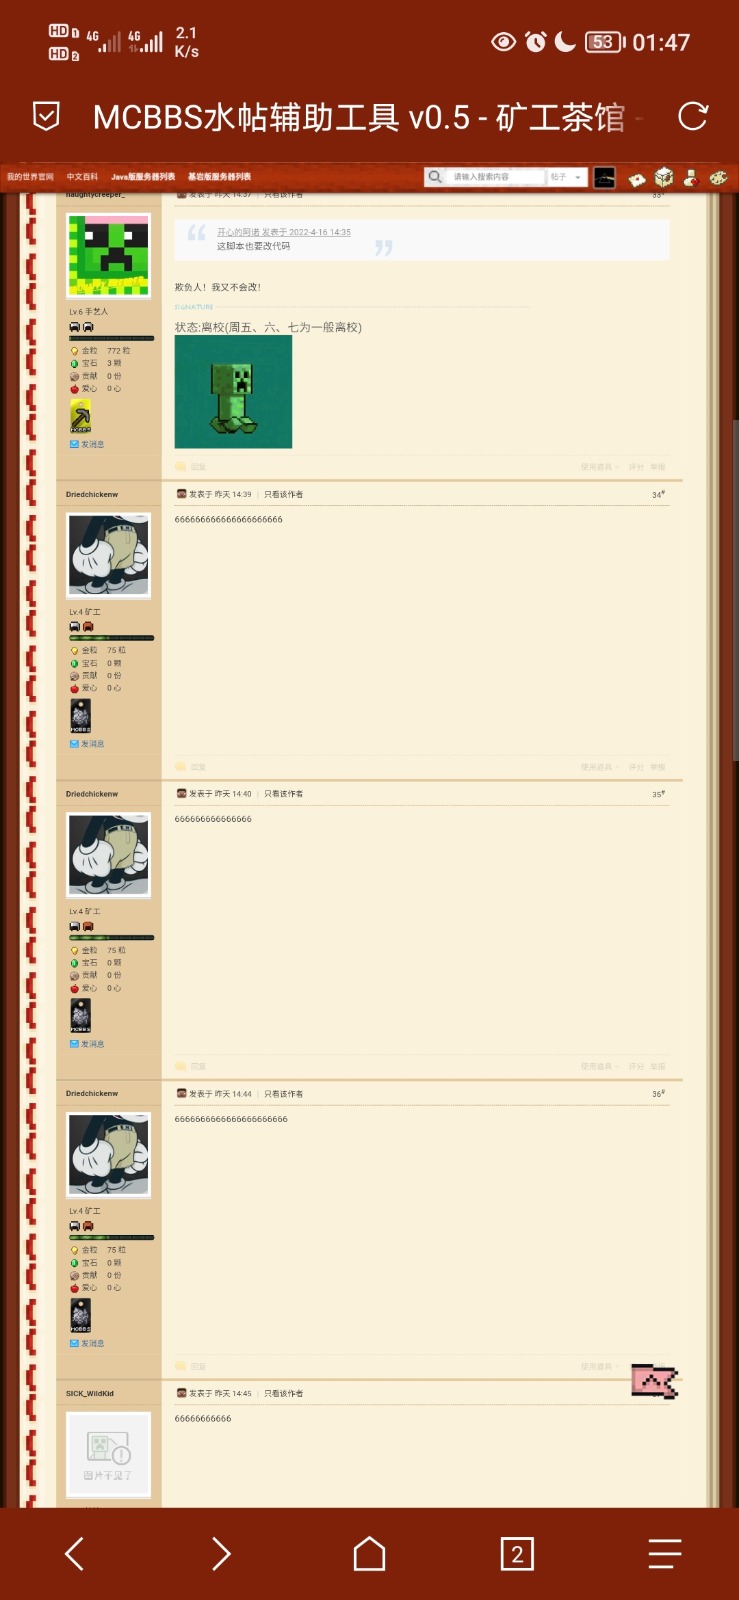 HD 1 4G 4G 2.1 K/s 53 01:47
HD 2
MCBBS水帖辅助工具 v0.5 - 矿工茶馆 -
我的世界官网 中文百科 Java版服务器列表 基岩版服务器列表 请输入搜索内容 帖子
naughtycreeper_ 发表于 昨天 14:37 只看该作者 33#
开心的阿诺 发表于 2022-4-16 14:35
这脚本也要改代码
欺负人！我又不会改！
SIGNATURE
状态:离校(周五、六、七为一般离校)
Lv.6 手艺人
金粒 772 粒
宝石 3 颗
贡献 0 份
爱心 0 心
MCBBS
发消息
回复 使用道具 评分 举报
Driedchickenw 发表于 昨天 14:39 | 只看该作者 34#
666666666666666666666
Lv.4 矿工
金粒 75 粒
宝石 0 颗
贡献 0 份
爱心 0 心
MCBBS
发消息
回复 使用道具 评分 举报
Driedchickenw 发表于 昨天 14:40 | 只看该作者 35#
666666666666666
Lv.4 矿工
金粒 75 粒
宝石 0 颗
贡献 0 份
爱心 0 心
MCBBS
发消息
回复 使用道具 评分 举报
Driedchickenw 发表于 昨天 14:44 | 只看该作者 36#
6666666666666666666666
Lv.4 矿工
金粒 75 粒
宝石 0 颗
贡献 0 份
爱心 0 心
MCBBS
发消息
回复 使用道具
SICK_WildKid 发表于 昨天 14:45 | 只看该作者
66666666666
图片不见了
2